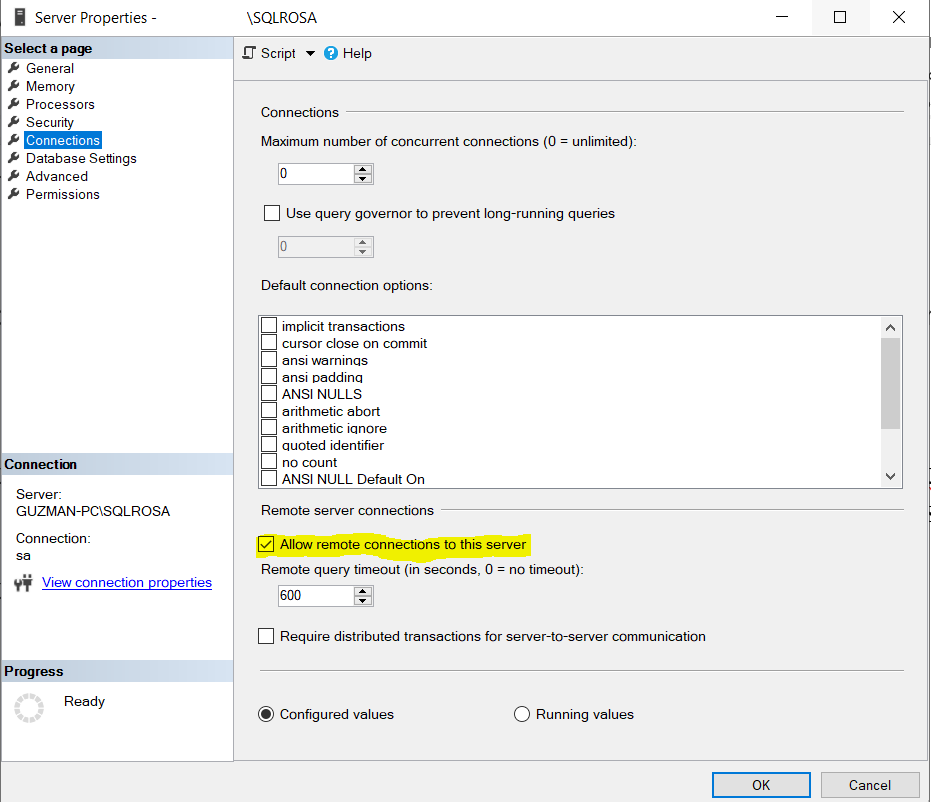 Server Properties - \SQLROSA
Select a page
General
Memory
Processors
Security
Connections
Database Settings
Advanced
Permissions
Connection
Server:
GUZMAN-PC\SQLROSA
Connection:
sa
View connection properties
Progress
Ready
Script Help
Connections
Maximum number of concurrent connections (0 = unlimited):
0
Use query governor to prevent long-running queries
0
Default connection options:
implicit transactions
cursor close on commit
ansi warnings
ansi padding
ANSI NULLS
arithmetic abort
arithmetic ignore
quoted identifier
no count
ANSI NULL Default On
Remote server connections
Allow remote connections to this server
Remote query timeout (in seconds, 0 = no timeout):
600
Require distributed transactions for server-to-server communication
Configured values Running values
OK Cancel